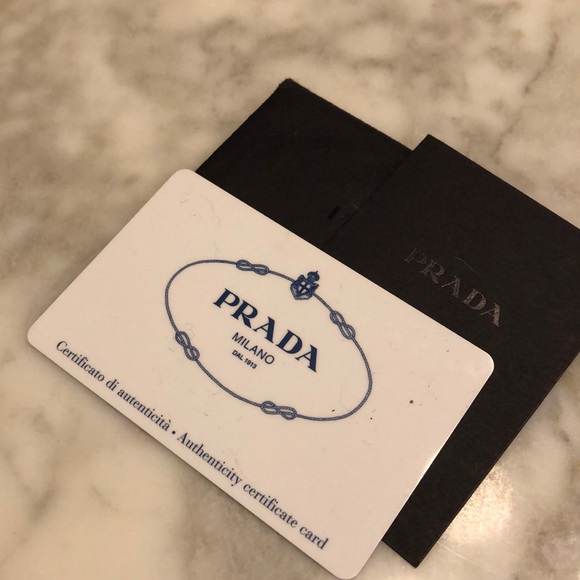 PRADA
MILANO
DAL 1913
Certificato di autenticità • Authenticity certificate card
PRADA